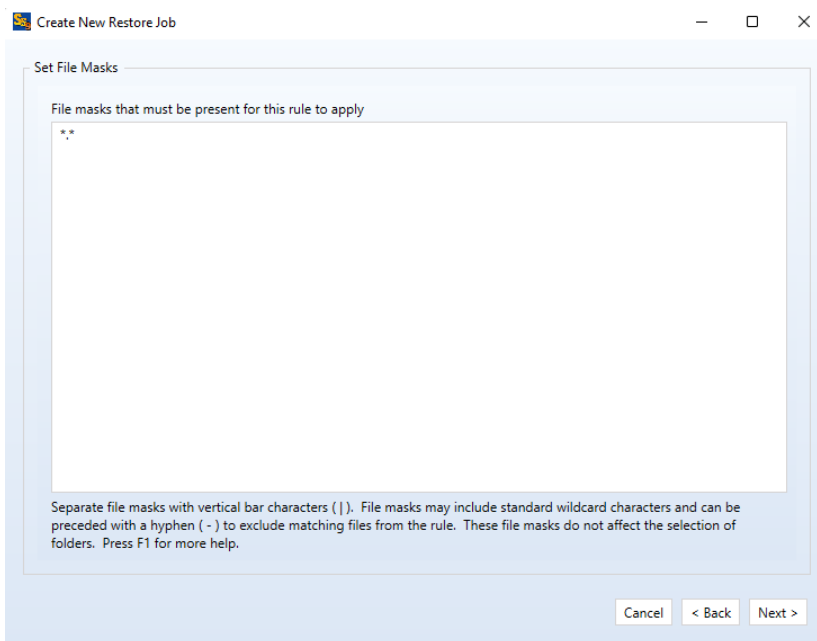 Create New Restore Job
Set File Masks
File masks that must be present for this rule to apply
*.*
Separate file masks with vertical bar characters ( | ).  File masks may include standard wildcard characters and can be
preceded with a hyphen ( - ) to exclude matching files from the rule.  These file masks do not affect the selection of
folders.  Press F1 for more help.
Cancel
< Back
Next >